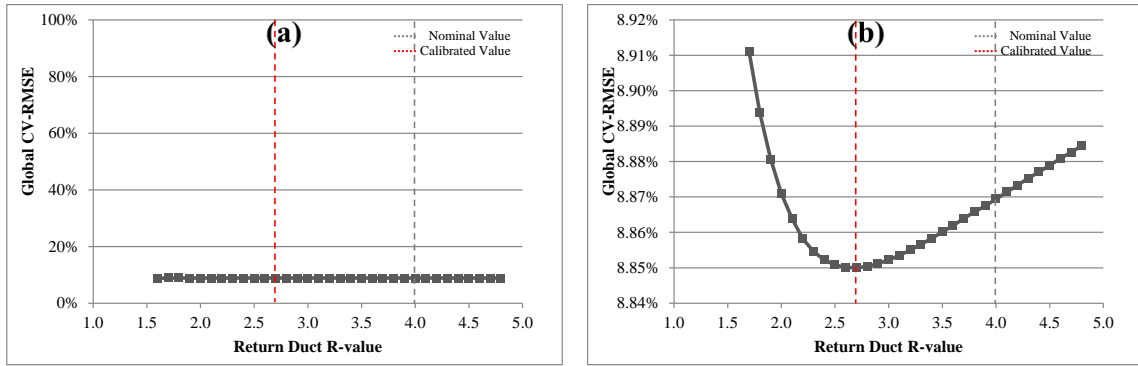 (a)
Nominal Value
Calibrated Value
100%
80%
60%
40%
20%
0%
Global CV-RMSE
1.0 1.5 2.0 2.5 3.0 3.5 4.0 4.5 5.0
Return Duct R-value
(b)
Nominal Value
Calibrated Value
8.92%
8.91%
8.90%
8.89%
8.88%
8.87%
8.86%
8.85%
8.84%
Global CV-RMSE
1.0 1.5 2.0 2.5 3.0 3.5 4.0 4.5 5.0
Return Duct R-value